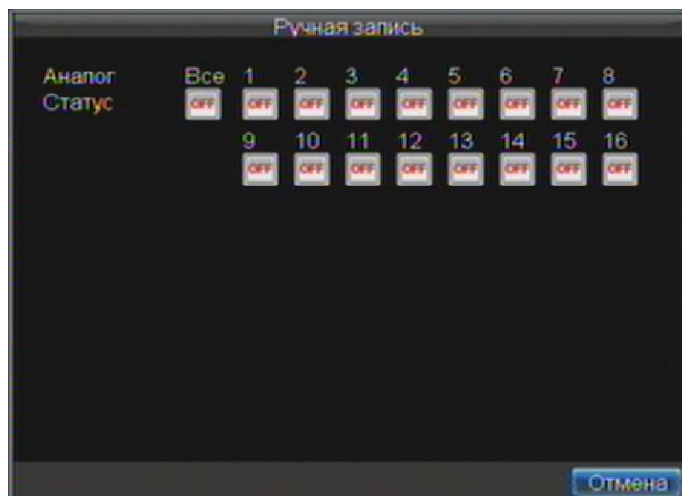 Ручная запись
Аналог Все 1 2 3 4 5 6 7 8
Статус OFF OFF OFF OFF OFF OFF OFF OFF OFF
9 10 11 12 13 14 15 16
OFF OFF OFF OFF OFF OFF OFF OFF
Отмена